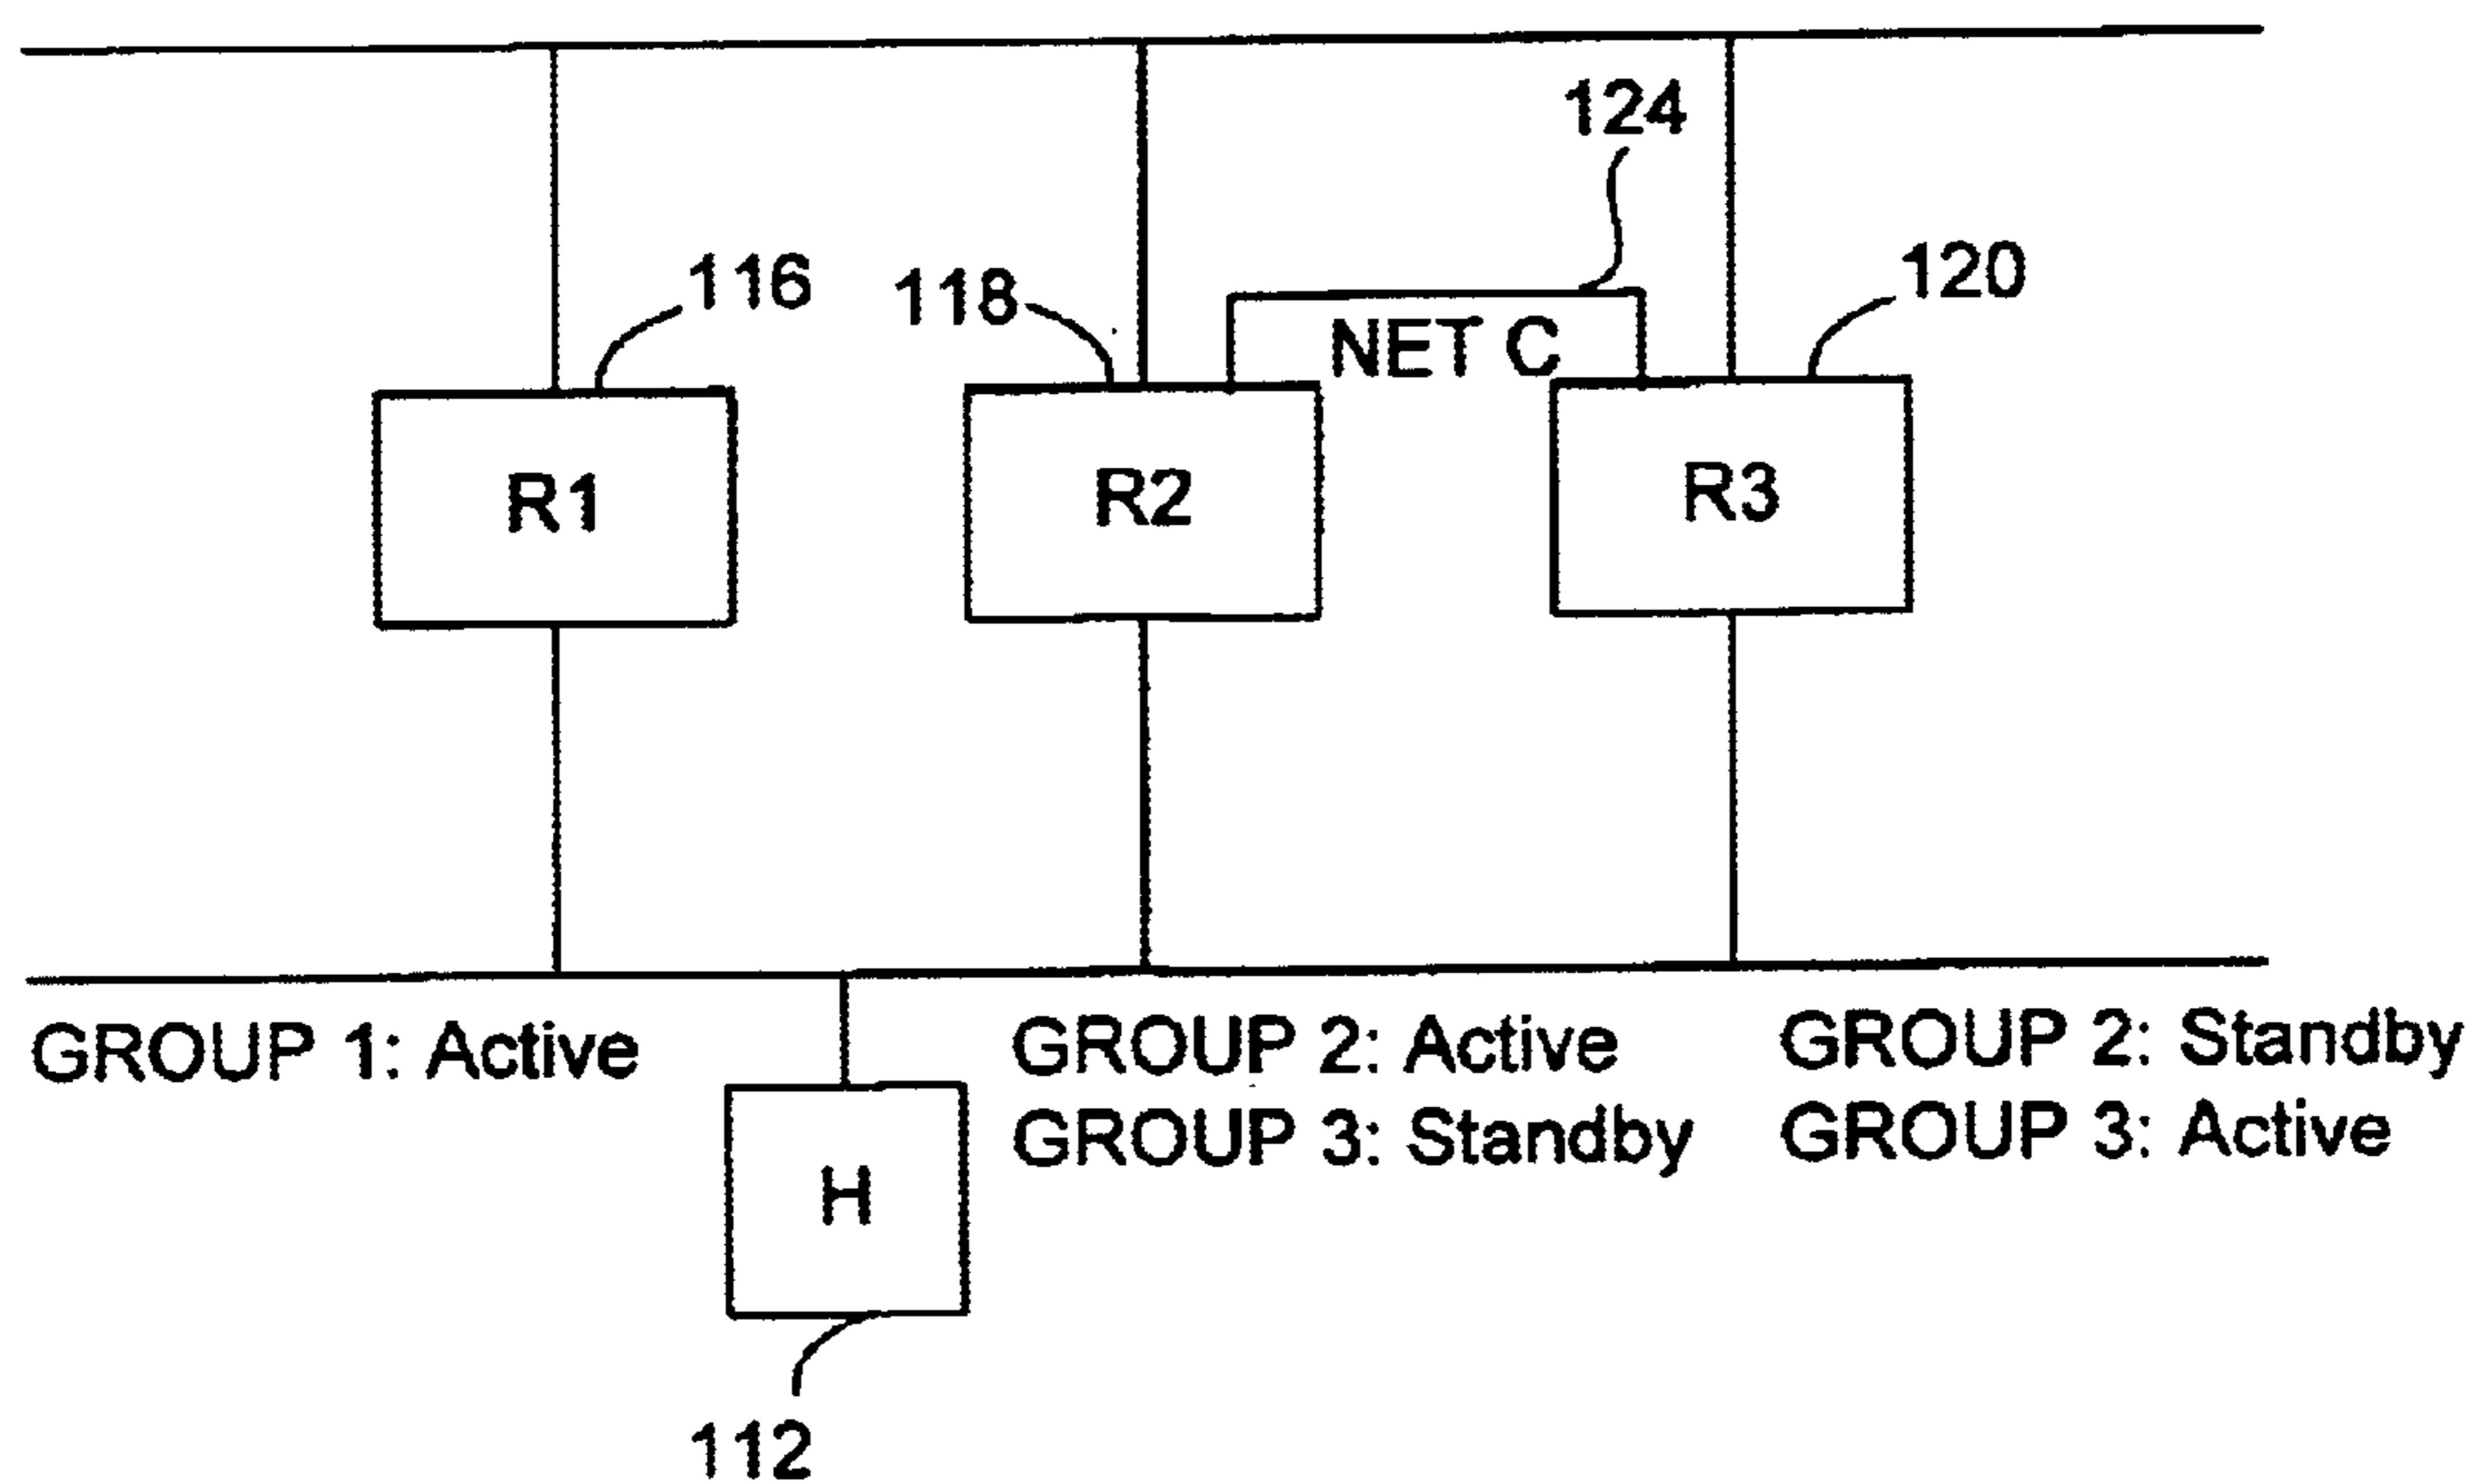 124
116
118
120
NET C
R1
R2
R3
GROUP 1: Active
GROUP 2: Active
GROUP 3: Standby
GROUP 2: Standby
GROUP 3: Active
H
112